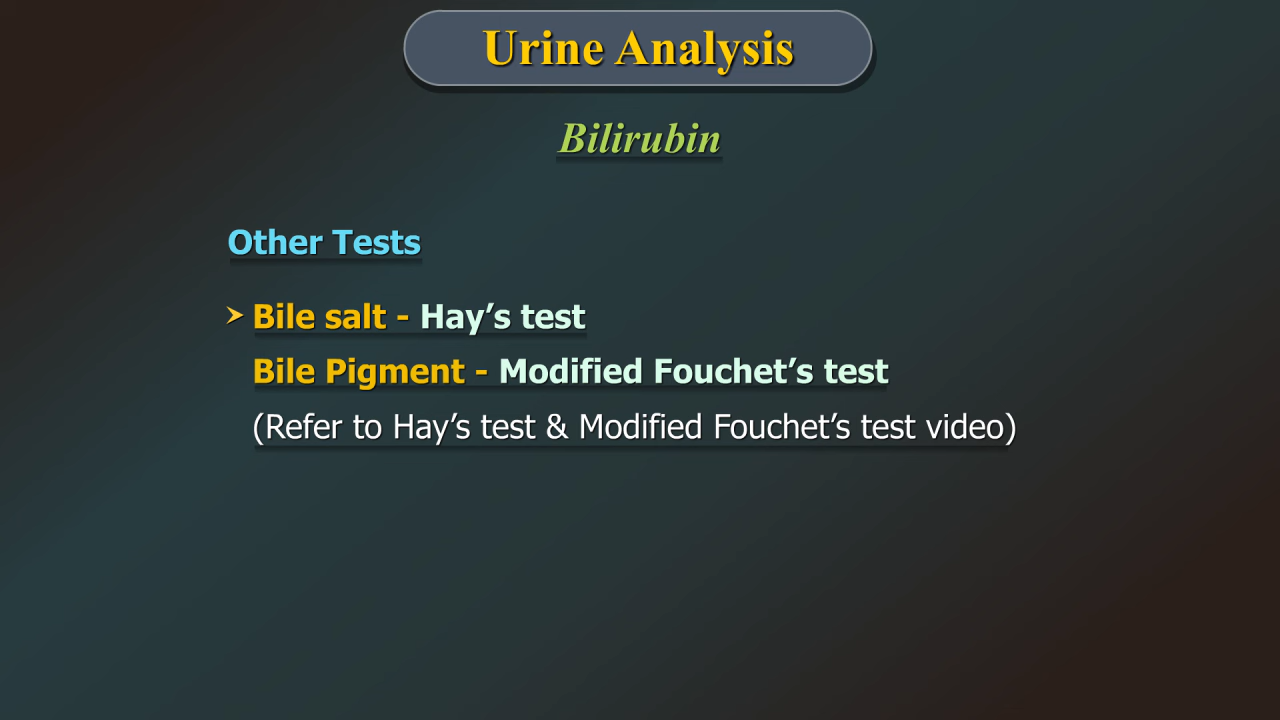 Urine Analysis
Bilirubin
Other Tests
➤ Bile salt - Hay’s test
Bile Pigment - Modified Fouchet’s test
(Refer to Hay’s test & Modified Fouchet’s test video)